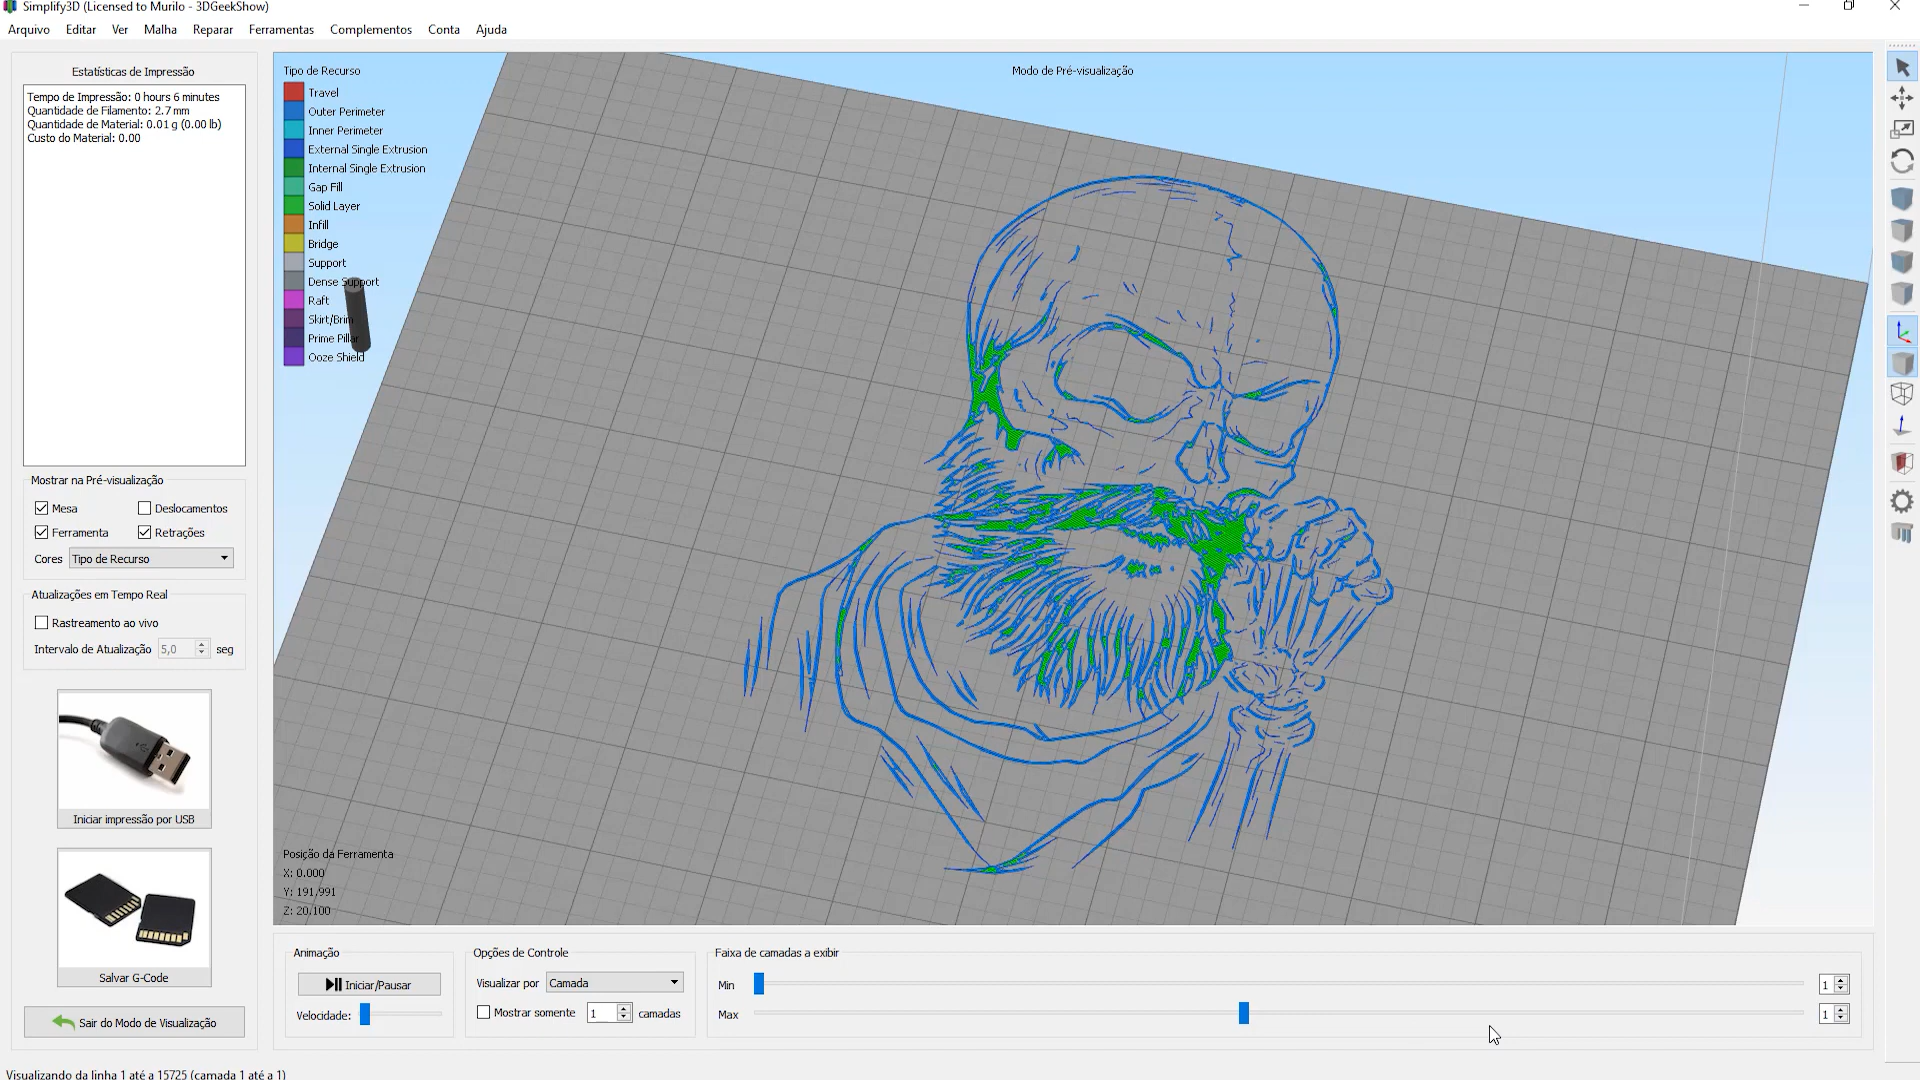 Simplify3D (Licensed to Murilo - 3DGeekShow)
Arquivo Editar Ver Malha Reparar Ferramentas Complementos Conta Ajuda
Estatísticas de Impressão
Tempo de Impressão: 0 hours 6 minutes
Quantidade de Filamento: 2.7 mm
Quantidade de Material: 0.01 g (0.00 lb)
Custo do Material: 0.00
Mostrar na Pré-visualização
Mesa Deslocamentos
Ferramenta Retrações
Cores Tipo de Recurso
Atualizações em Tempo Real
Rastreamento ao vivo
Intervalo de Atualização 5,0 seg
Iniciar impressão por USB
Salvar G-Code
Sair do Modo de Visualização
Tipo de Recurso
Travel
Outer Perimeter
Inner Perimeter
External Single Extrusion
Internal Single Extrusion
Gap Fill
Solid Layer
Infill
Bridge
Support
Dense Support
Raft
Skirt/Brim
Prime Pillar
Ooze Shield
Modo de Pré-visualização
Posição da Ferramenta
X: 0.000
Y: 191,991
Z: 20,100
Animação
Iniciar/Pausar
Velocidade:
Opções de Controle
Visualizar por Camada
Mostrar somente 1 camadas
Faixa de camadas a exibir
Min 1
Max 1
Visualizando da linha 1 até a 15725 (camada 1 até a 1)